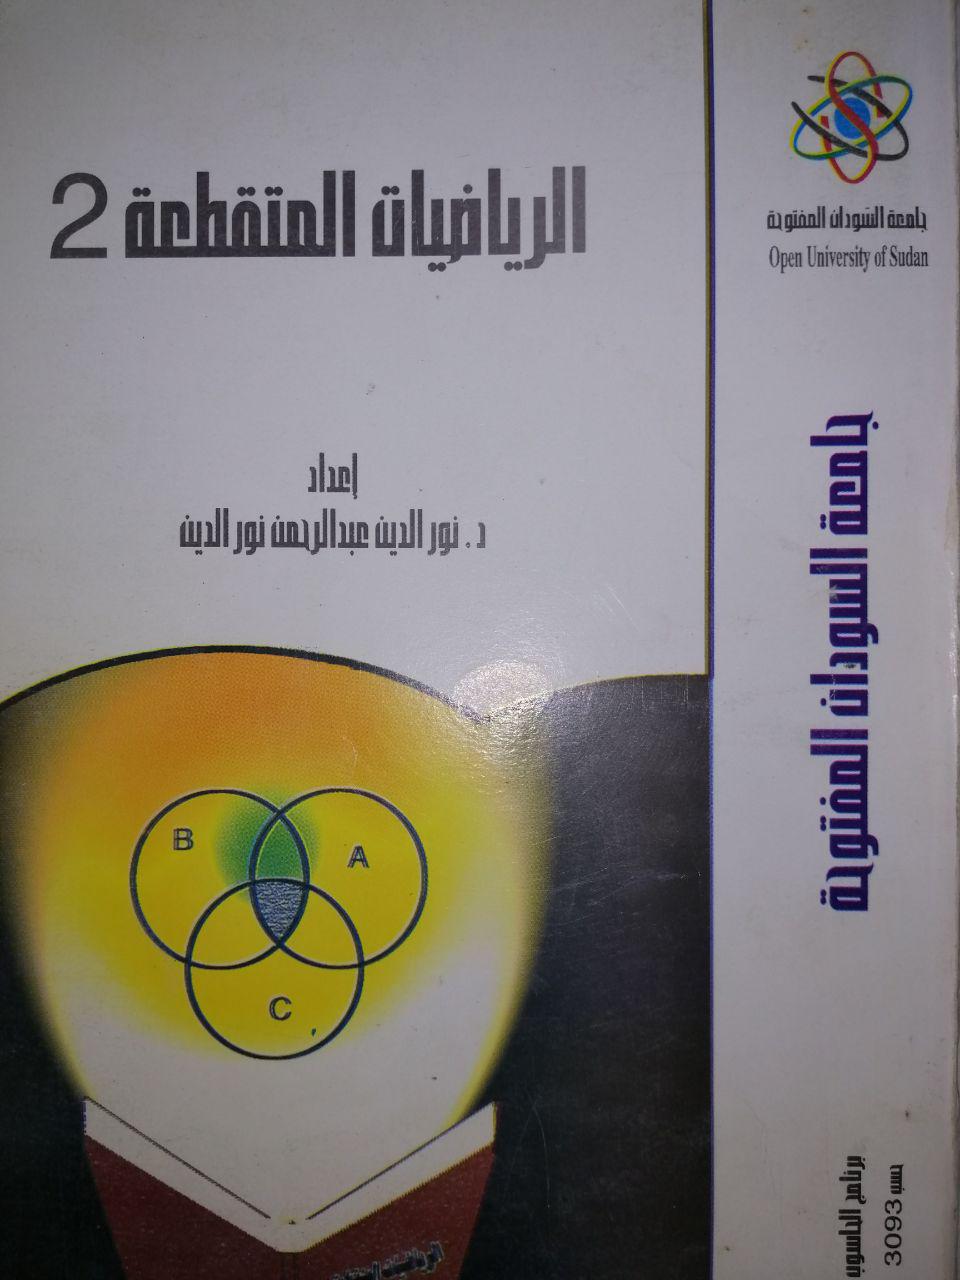 الرياضيات المتقطعة 2
إعداد
د. نور الدين عبدالرحمن نور الدين
B
A
C
جامعة السودان المفتوحة
Open University of Sudan
جامعة السودان المفتوحة
برنامج الحاسوب
حسب 3093